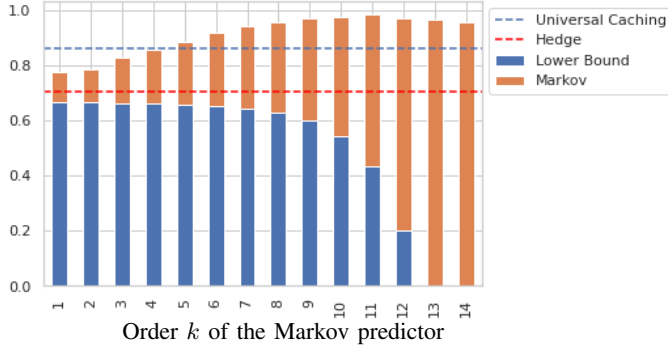 1.0
0.8
0.6
0.4
0.2
0.0
1 2 3 4 5 6 7 8 9 10 11 12 13 14
Order k of the Markov predictor
Universal Caching
Hedge
Lower Bound
Markov